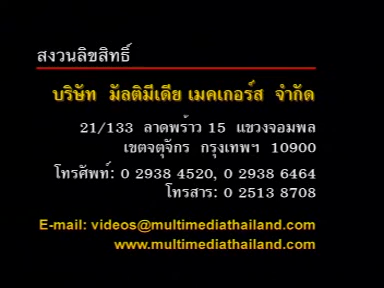 สงวนลิขสิทธิ์
บริษัท มัลติมีเดีย เมคเกอร์ส จำกัด
21/133 ลาดพร้าว 15 แขวงจอมพล
เขตจตุจักร กรุงเทพฯ 10900
โทรศัพท์: 0 2938 4520, 0 2938 6464
โทรสาร: 0 2513 8708
E-mail: videos@multimediathailand.com
www.multimediathailand.com